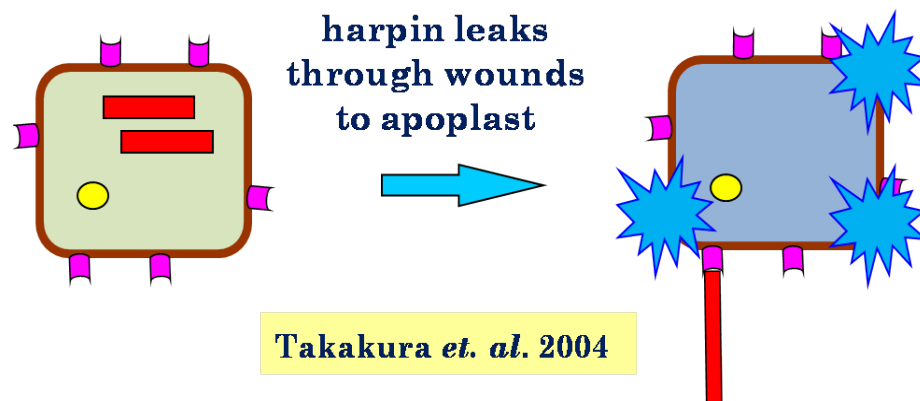 harpin leaks
through wounds
to apoplast
Takakura et. al. 2004